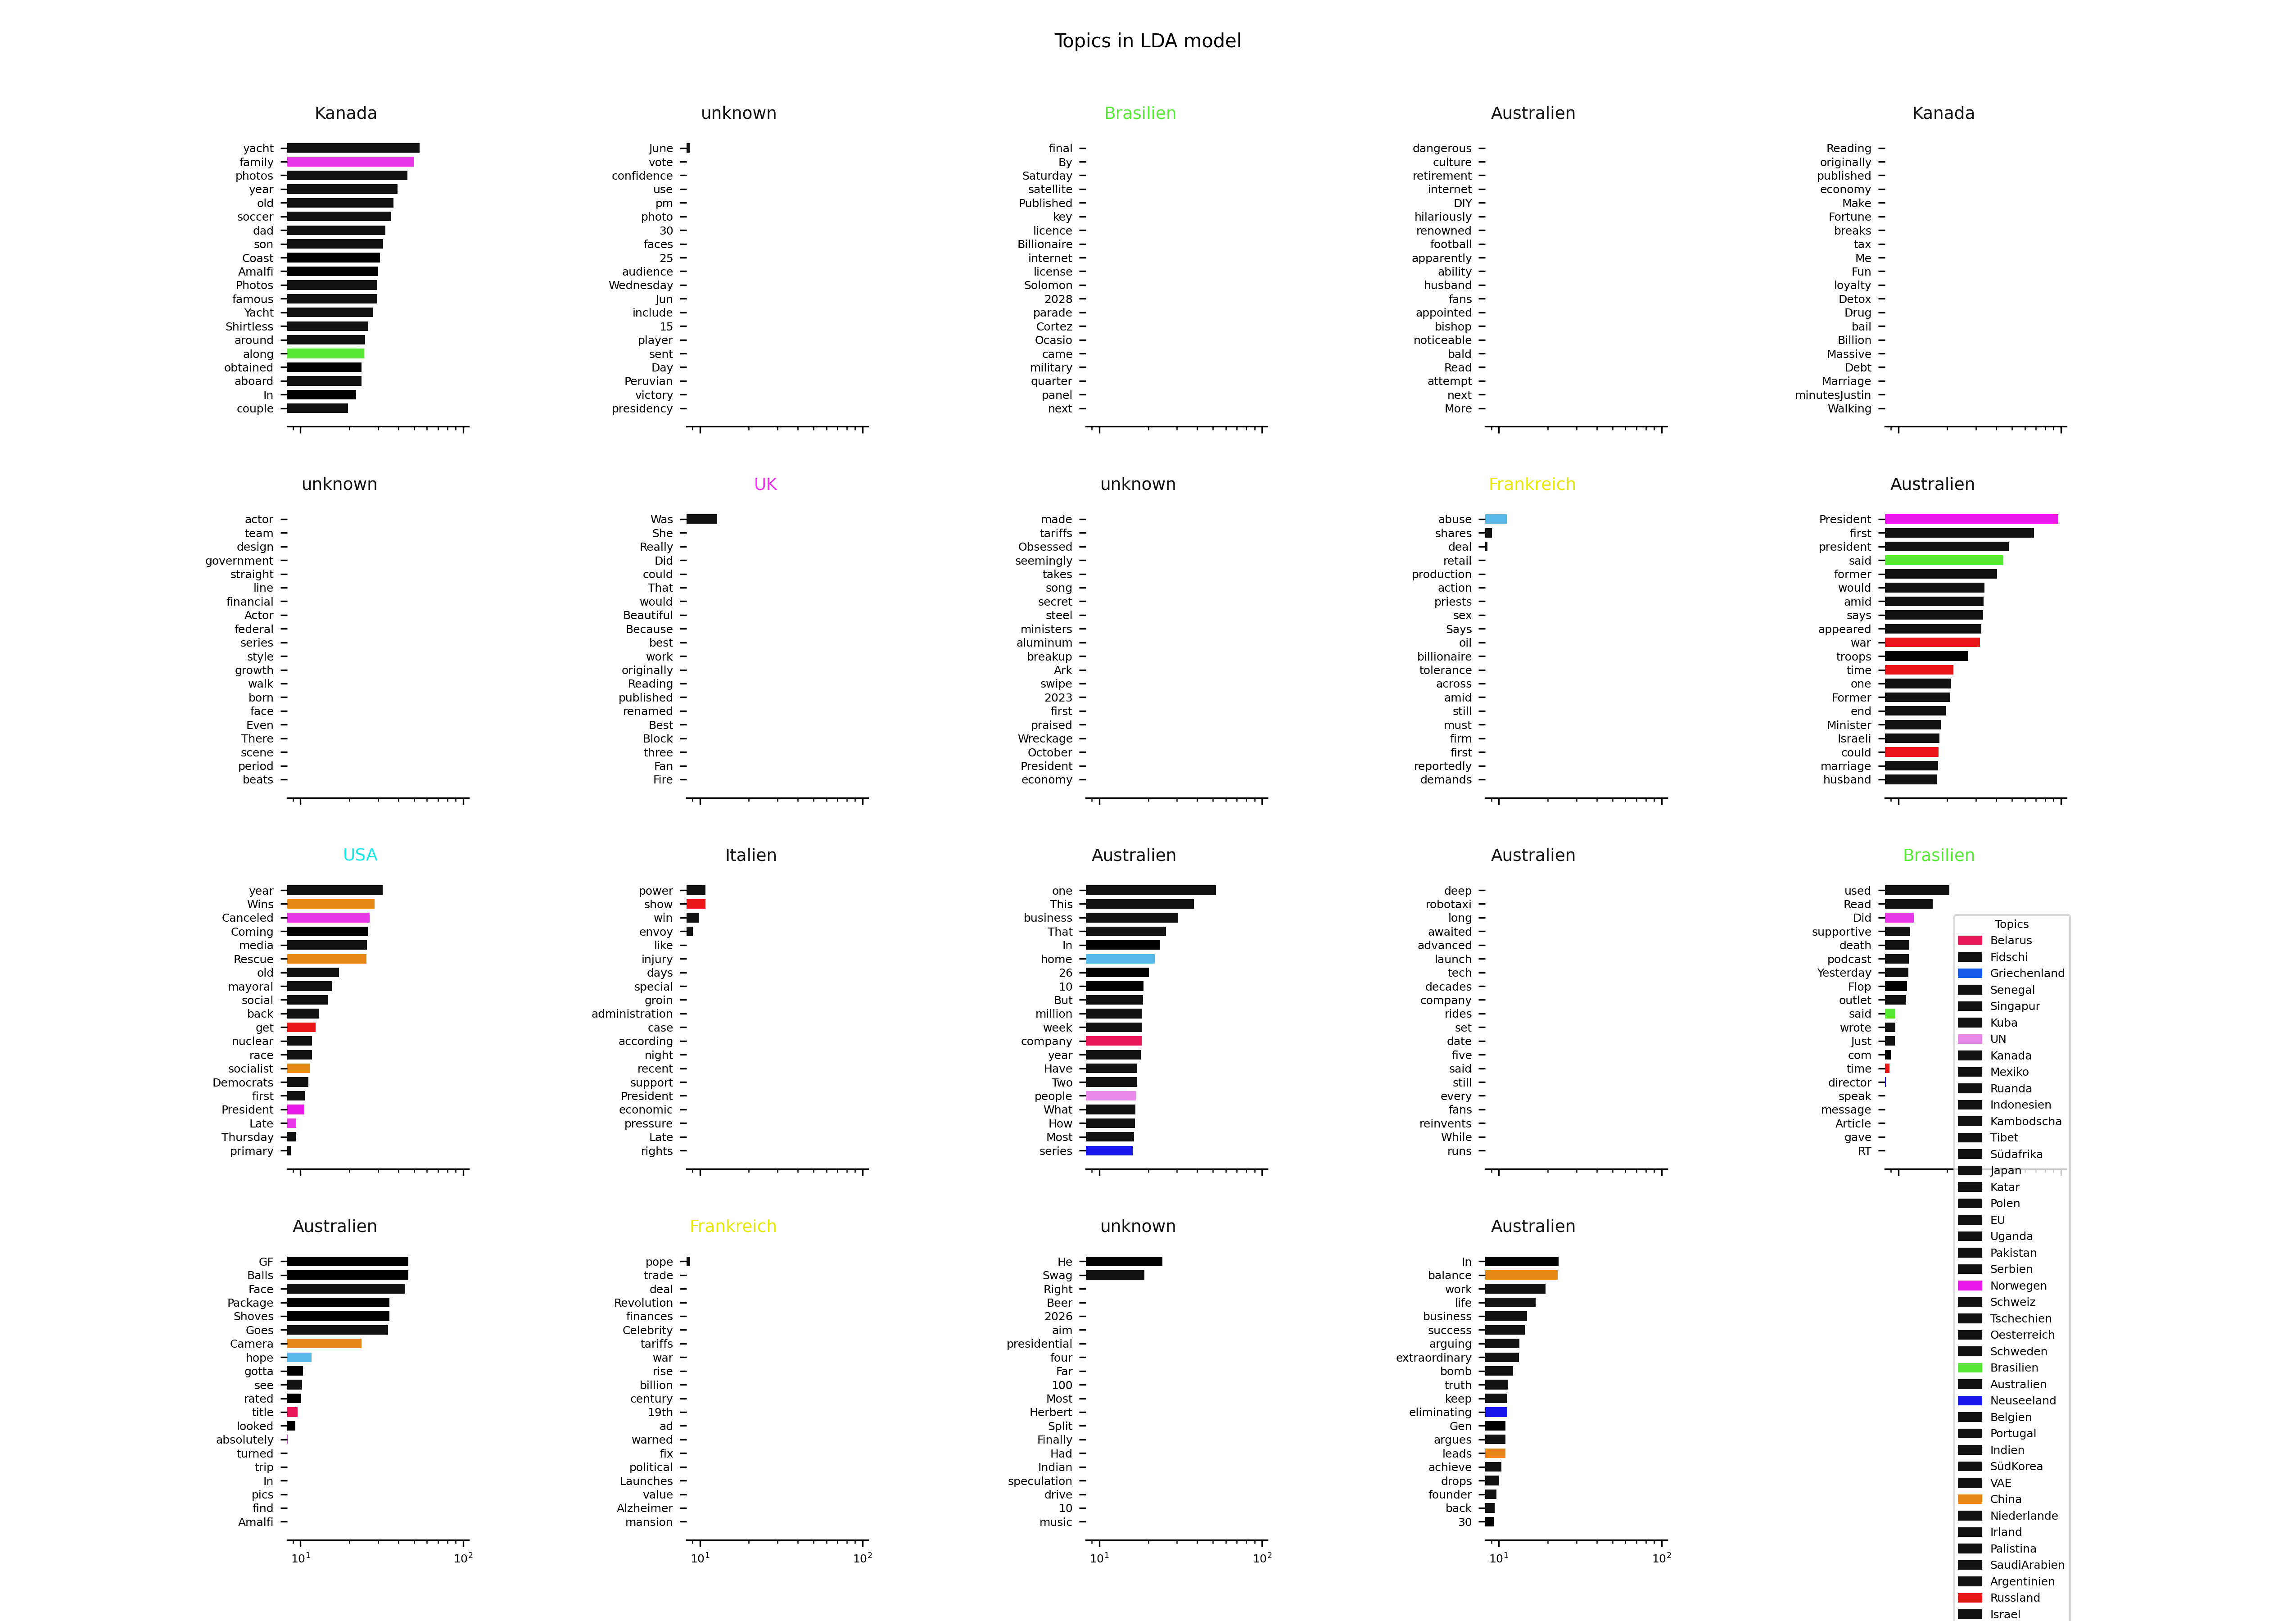 Topics in LDA model
Kanada
yacht
family
photos
year
old
soccer
dad
son
Coast
Amalfi
Photos
famous
Yacht
Shirtless
around
along
obtained
aboard
In
couple
unknown
June
vote
confidence
use
pm
photo
30
faces
25
audience
Wednesday
Jun
include
15
player
sent
Day
Peruvian
victory
presidency
Brasilien
final
By
Saturday
satellite
Published
key
licence
Billionaire
internet
license
Solomon
2028
parade
Cortez
Ocasio
came
military
quarter
panel
next
Australien
dangerous
culture
retirement
internet
DIY
hilariously
renowned
football
apparently
ability
husband
fans
appointed
bishop
noticeable
bald
Read
attempt
next
More
Kanada
Reading
originally
published
economy
Make
Fortune
breaks
tax
Me
Fun
loyalty
Detox
Drug
bail
Billion
Massive
Debt
Marriage
minutesJustin
Walking
unknown
actor
team
design
government
straight
line
financial
Actor
federal
series
style
growth
walk
born
face
Even
There
scene
period
beats
UK
Was
She
Really
Did
could
That
would
Beautiful
Because
best
work
originally
Reading
published
renamed
Best
Block
three
Fan
Fire
unknown
made
tariffs
Obsessed
seemingly
takes
song
secret
steel
ministers
aluminum
breakup
Ark
swipe
2023
first
praised
Wreckage
October
President
economy
Frankreich
abuse
shares
deal
retail
production
action
priests
sex
Says
oil
billionaire
tolerance
across
amid
still
must
firm
first
reportedly
demands
Australien
President
first
president
said
former
would
amid
says
appeared
war
troops
time
one
Former
end
Minister
Israeli
could
marriage
husband
USA
year
Wins
Canceled
Coming
media
Rescue
old
mayoral
social
back
get
nuclear
race
socialist
Democrats
first
President
Late
Thursday
primary
Italien
power
show
win
envoy
like
injury
days
special
groin
administration
case
according
night
recent
support
President
economic
pressure
Late
rights
Australien
one
This
business
That
In
home
26
10
But
million
week
company
year
Have
Two
people
What
How
Most
series
Australien
deep
robotaxi
long
awaited
advanced
launch
tech
decades
company
rides
set
date
five
said
still
every
fans
reinvents
While
runs
Brasilien
used
Read
Did
supportive
death
podcast
Yesterday
Flop
outlet
said
wrote
Just
com
time
director
speak
message
Article
gave
RT
Australien
GF
Balls
Face
Package
Shoves
Goes
Camera
hope
gotta
see
rated
title
looked
absolutely
turned
trip
In
pics
find
Amalfi
10^1 10^2
Frankreich
pope
trade
deal
Revolution
finances
Celebrity
tariffs
war
rise
billion
century
19th
ad
warned
fix
political
Launches
value
Alzheimer
mansion
10^1 10^2
unknown
He
Swag
Right
Beer
2026
aim
presidential
four
Far
100
Most
Herbert
Split
Finally
Had
Indian
speculation
drive
10
music
10^1 10^2
Australien
In
balance
work
life
business
success
arguing
extraordinary
bomb
truth
keep
eliminating
Gen
argues
leads
achieve
drops
founder
back
30
10^1 10^2
Topics
Belarus
Fidschi
Griechenland
Senegal
Singapur
Kuba
UN
Kanada
Mexiko
Ruanda
Indonesien
Kambodscha
Tibet
Südafrika
Japan
Katar
Polen
EU
Uganda
Pakistan
Serbien
Norwegen
Schweiz
Tschechien
Oesterreich
Schweden
Brasilien
Australien
Neuseeland
Belgien
Portugal
Indien
SüdKorea
VAE
China
Niederlande
Irland
Palistina
SaudiArabien
Argentinien
Russland
Israel